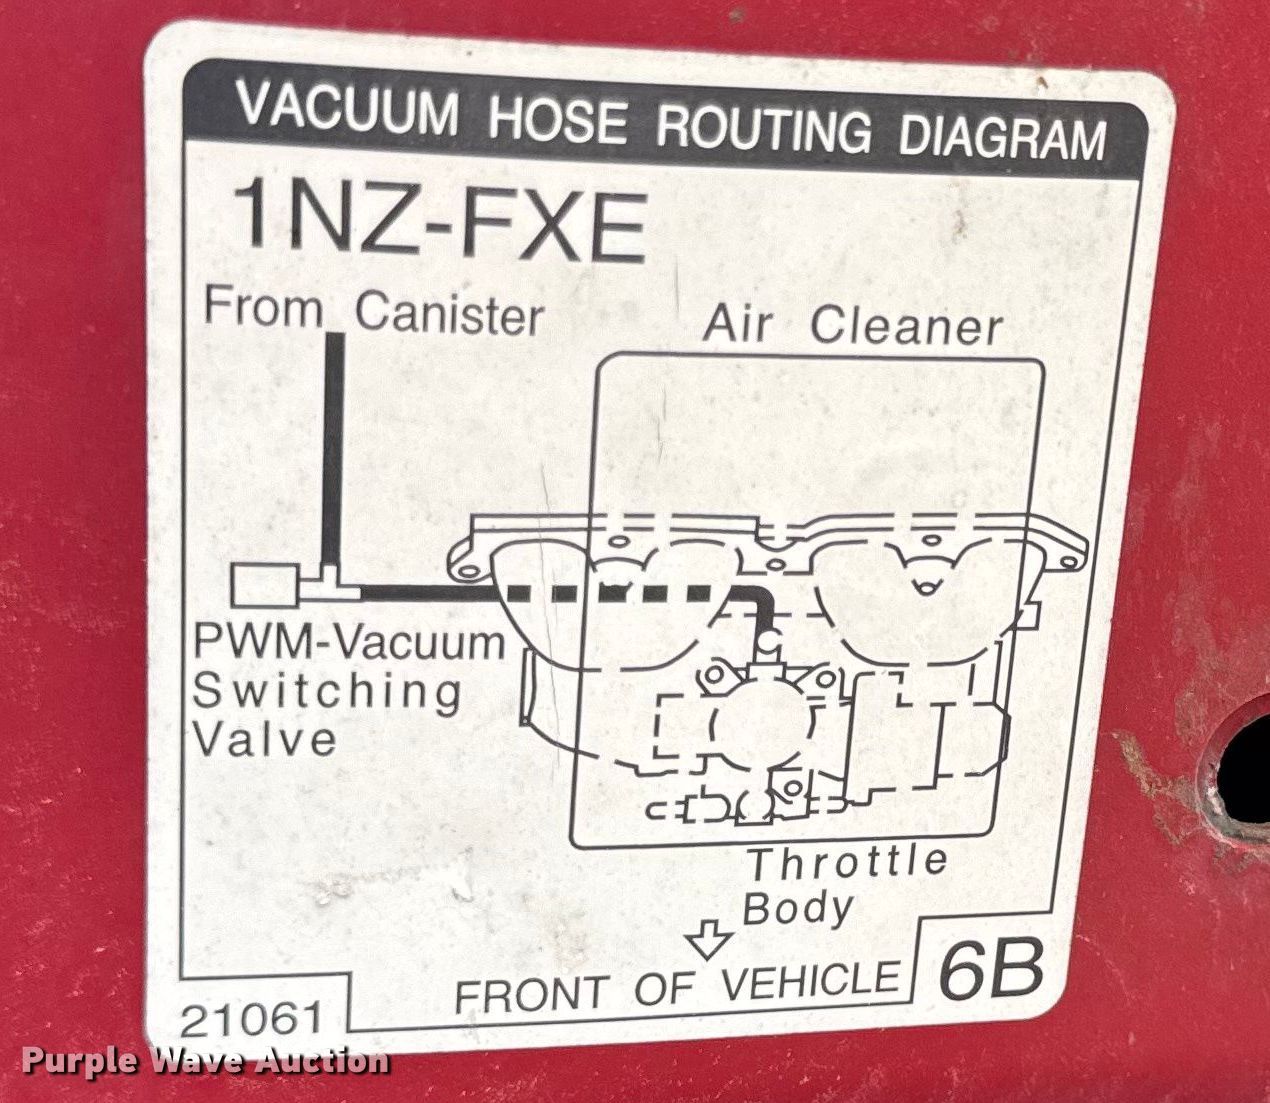 VACUUM HOSE ROUTING DIAGRAM
1NZ-FXE
From Canister
Air Cleaner
PWM-Vacuum
Switching
Valve
Throttle
Body
FRONT OF VEHICLE
6B
21061
Purple Wave Auction